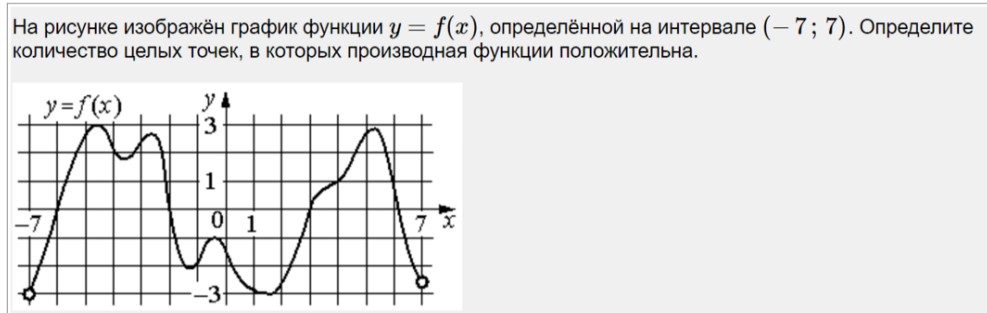 На рисунке изображён график функции y = f(x), определённой на интервале (− 7 ; 7). Определите
количество целых точек, в которых производная функции положительна.
y=f(x)
y
3
1
−7
0
1
7
x
−3